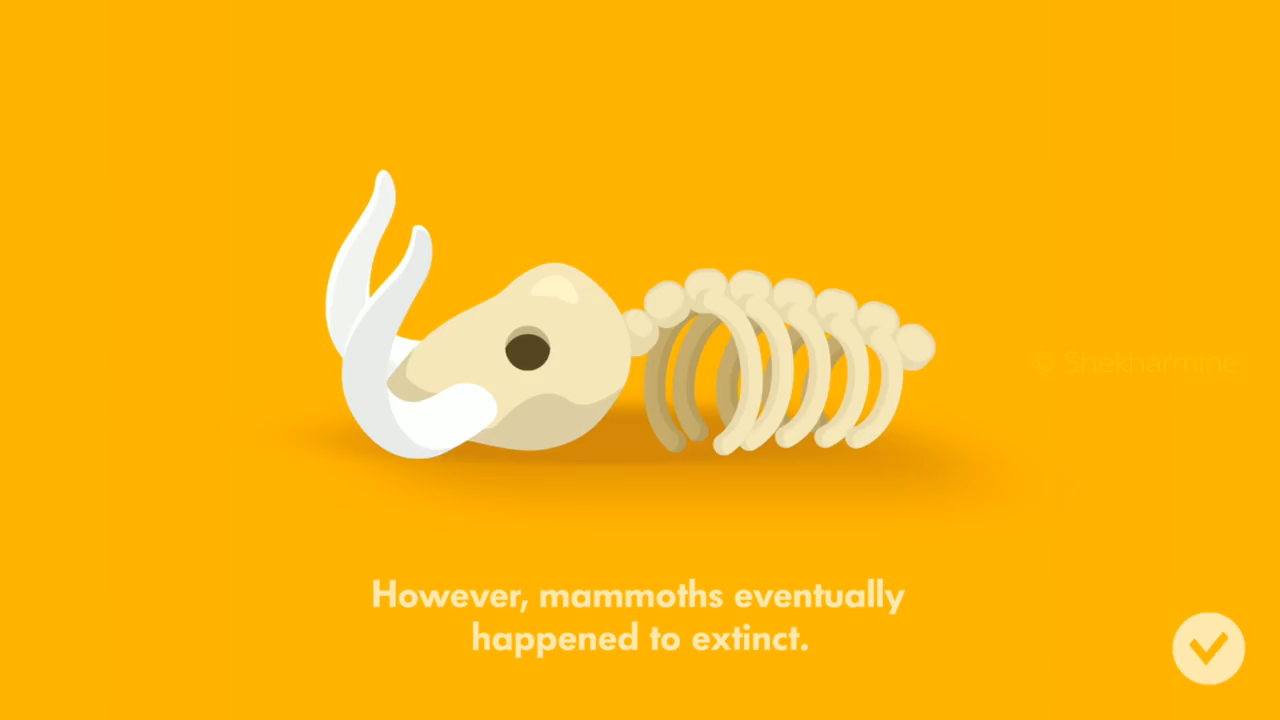 © Shekharmine
However, mammoths eventually
happened to extinct.